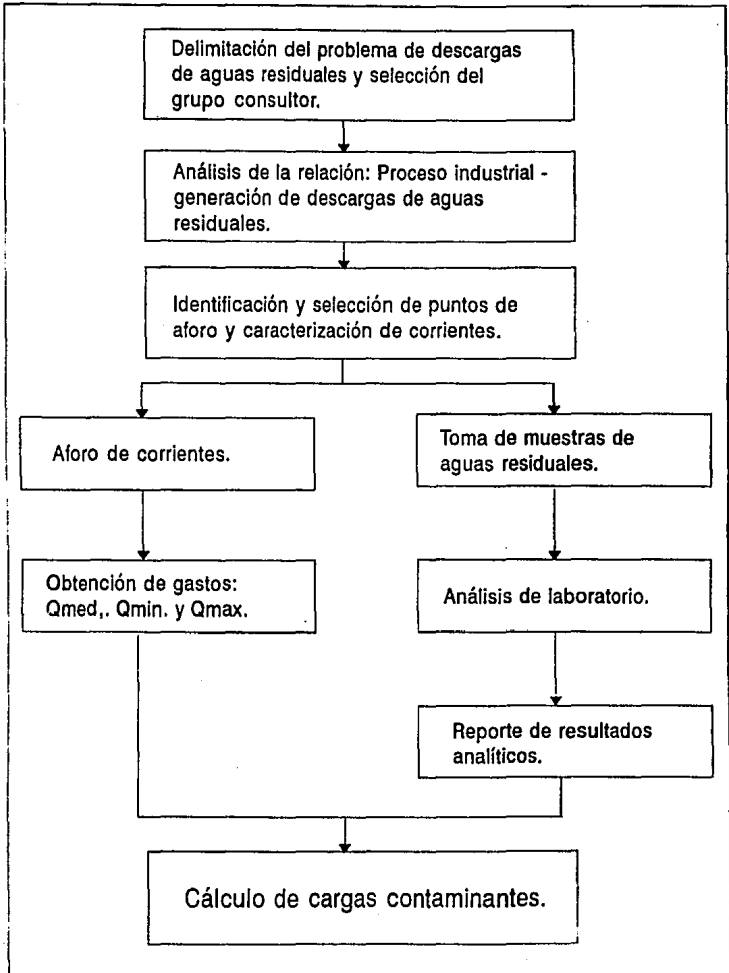 Delimitación del problema de descargas
de aguas residuales y selección del
grupo consultor.
Análisis de la relación: Proceso industrial -
generación de descargas de aguas
residuales.
Identificación y selección de puntos de
aforo y caracterización de corrientes.
Aforo de corrientes.
Toma de muestras de
aguas residuales.
Obtención de gastos:
Qmed,. Qmin. y Qmax.
Análisis de laboratorio.
Reporte de resultados
analíticos.
Cálculo de cargas contaminantes.